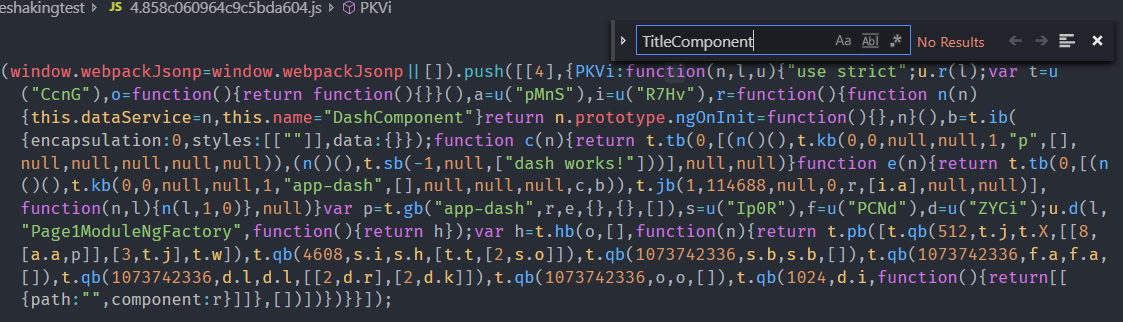 eshakingtest › JS 4.858c060964c9c5bda604.js › PKVi
TitleComponent Aa Abl .* No Results
(window.webpackJsonp=window.webpackJsonp||[]).push([[4],{PKVi:function(n,l,u){"use strict";u.r(l);var t=u
("CcnG"),o=function(){return function(){}}(),a=u("pMnS"),i=u("R7Hv"),r=function(){function n(n)
{this.dataService=n,this.name="DashComponent"}return n.prototype.ngOnInit=function(){},n}(),b=t.ib(
{encapsulation:0,styles:[[""]],data:{}});function c(n){return t.tb(0,[(n()(),t.kb(0,0,null,null,1,"p",[],
null,null,null,null,null)),(n()(),t.sb(-1,null,["dash works!"]))],null,null)}function e(n){return t.tb(0,[(n
()(),t.kb(0,0,null,null,1,"app-dash",[],null,null,null,c,b)),t.jb(1,114688,null,0,r,[i.a],null,null)],
function(n,l){n(l,1,0)},null)}var p=t.gb("app-dash",r,e,{},{},[]),s=u("Ip0R"),f=u("PCNd"),d=u("ZYCi");u.d(l,
"Page1ModuleNgFactory",function(){return h});var h=t.hb(o,[],function(n){return t.pb([t.qb(512,t.j,t.X,[[8,
[a.a,p]],[3,t.j],t.w]),t.qb(4608,s.i,s.h,[t.t,[2,s.o]]),t.qb(1073742336,s.b,s.b,[]),t.qb(1073742336,f.a,f.a,
[]),t.qb(1073742336,d.l,d.l,[[2,d.r],[2,d.k]]),t.qb(1073742336,o,o,[]),t.qb(1024,d.i,function(){return[[
{path:"",component:r}]]},[])])})}}]);